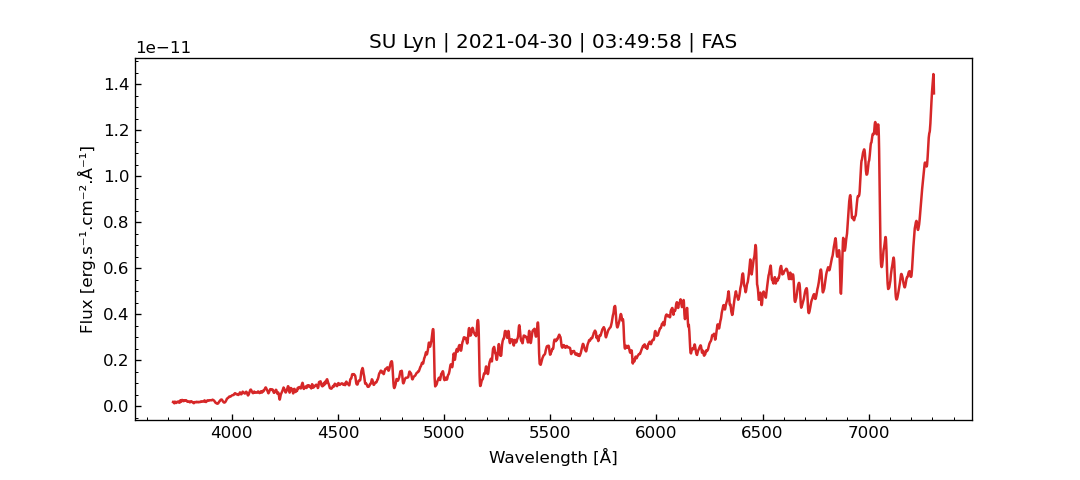 SU Lyn | 2021-04-30 | 03:49:58 | FAS
1e−11
1.4
1.2
1.0
0.8
0.6
0.4
0.2
0.0
Flux [erg.s⁻¹.cm⁻².Å⁻¹]
4000 4500 5000 5500 6000 6500 7000
Wavelength [Å]